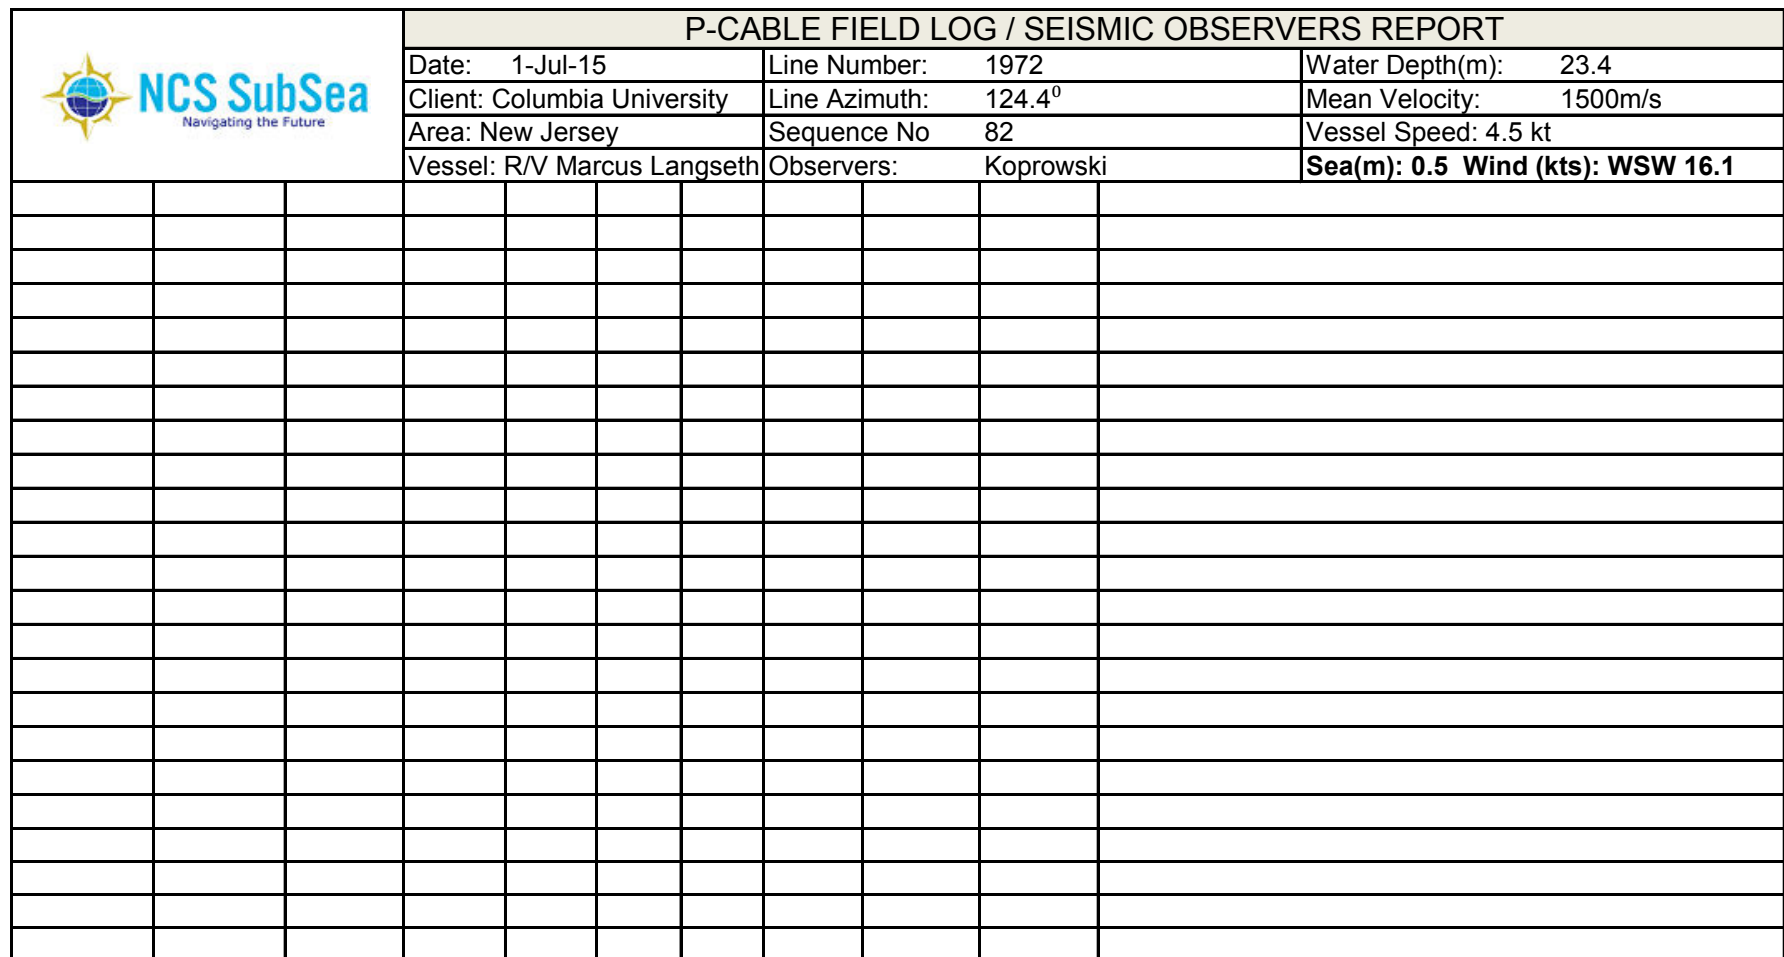 P-CABLE FIELD LOG / SEISMIC OBSERVERS REPORT
NCS SubSea
Navigating the Future
Date: 1-Jul-15 Line Number: 1972 Water Depth(m): 23.4
Client: Columbia University Line Azimuth: 124.4⁰ Mean Velocity: 1500m/s
Area: New Jersey Sequence No 82 Vessel Speed: 4.5 kt
Vessel: R/V Marcus Langseth Observers: Koprowski Sea(m): 0.5 Wind (kts): WSW 16.1